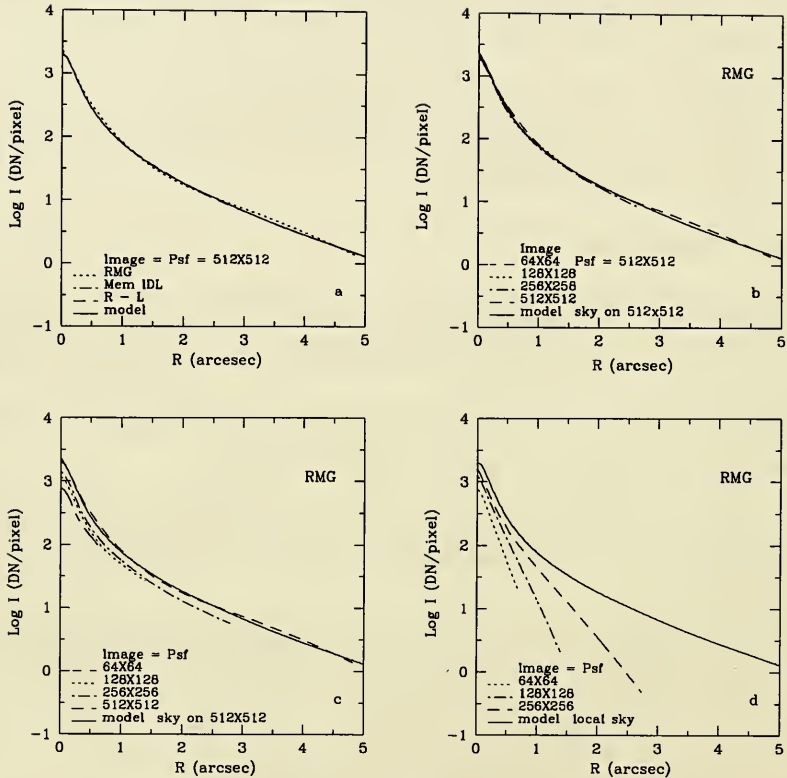 4
3
2
1
0
−1
Log I (DN/pixel)
Image = Psf = 512X512
RMG
Mem IDL
R − L
model
a
0 1 2 3 4 5
R (arcesec)
4
3
2
1
0
−1
Log I (DN/pixel)
RMG
Image
64X64 Psf = 512X512
128X128
256X256
512X512
model sky on 512x512
b
0 1 2 3 4 5
R (arcsec)
4
3
2
1
0
−1
Log I (DN/pixel)
RMG
Image = Psf
64X64
128X128
256X256
512X512
model sky on 512X512
c
0 1 2 3 4 5
R (arcsec)
4
3
2
1
0
−1
Log I (DN/pixel)
RMG
Image = Psf
64X64
128X128
256X256
model local sky
d
0 1 2 3 4 5
R (arcsec)